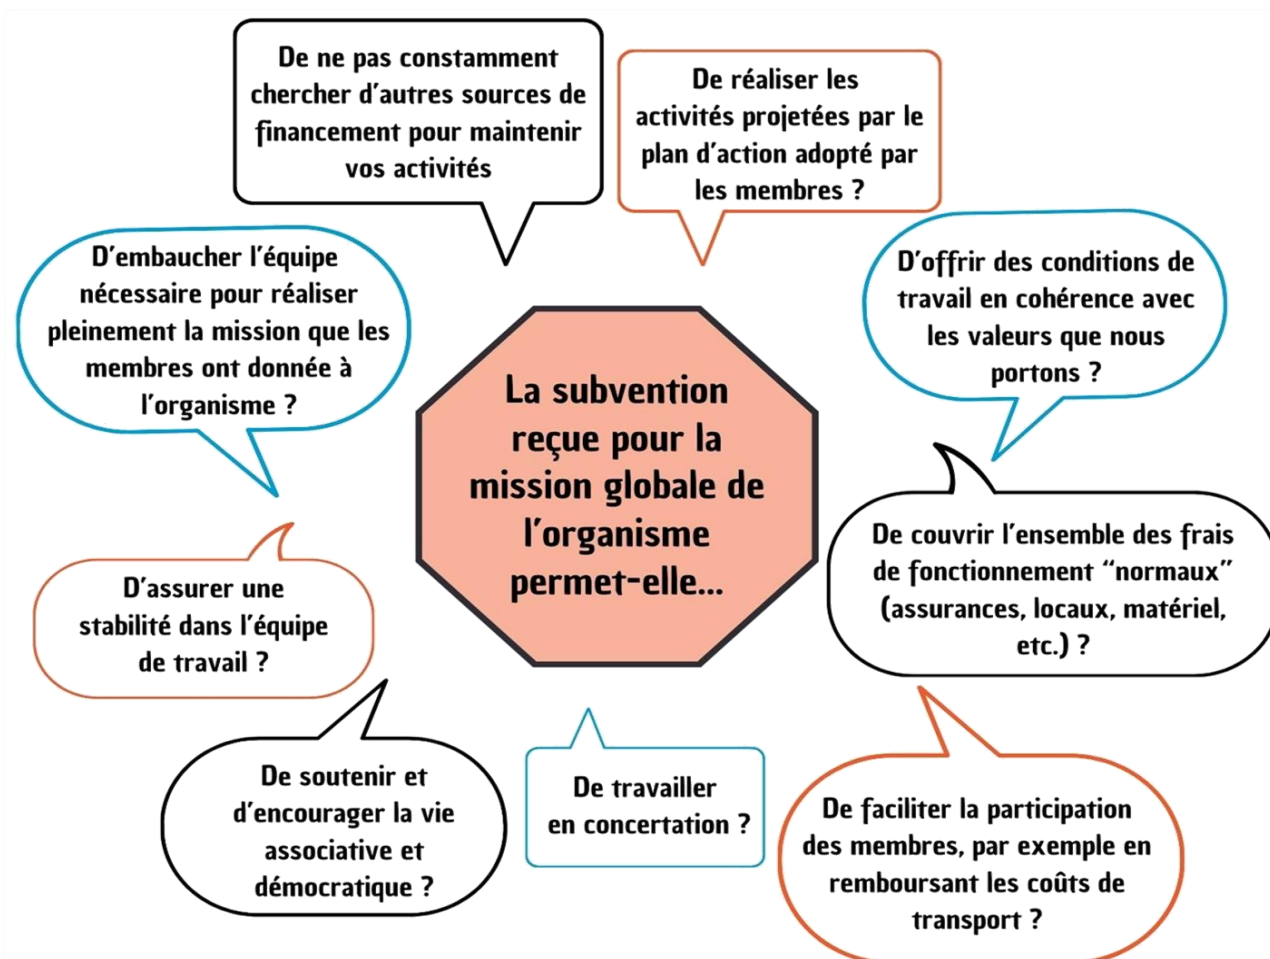 De ne pas constamment
chercher d'autres sources de
financement pour maintenir
vos activités
De réaliser les
activités projetées par le
plan d'action adopté par
les membres ?
D'embaucher l'équipe
nécessaire pour réaliser
pleinement la mission que les
membres ont donnée à
l'organisme ?
D'offrir des conditions de
travail en cohérence avec
les valeurs que nous
portons ?
La subvention
reçue pour la
mission globale de
l'organisme
permet-elle...
De couvrir l'ensemble des frais
de fonctionnement “normaux”
(assurances, locaux, matériel,
etc.) ?
D'assurer une
stabilité dans l'équipe
de travail ?
De soutenir et
d'encourager la vie
associative et
démocratique ?
De travailler
en concertation ?
De faciliter la participation
des membres, par exemple en
remboursant les coûts de
transport ?